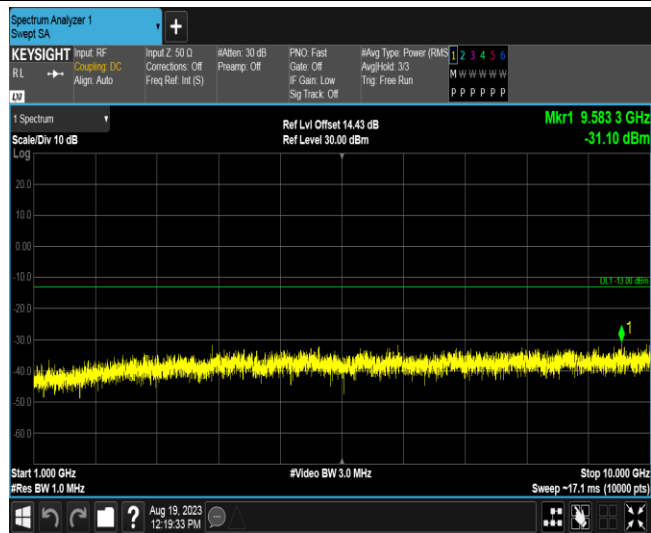 Spectrum Analyzer 1
Swept SA
+
KEYSIGHT
RL
LXI
Input: RF
Coupling: DC
Align: Auto
Input Z: 50 Ω
Corrections: Off
Freq Ref: Int (S)
#Atten: 30 dB
Preamp: Off
PNO: Fast
Gate: Off
IF Gain: Low
Sig Track: Off
#Avg Type: Power (RMS
Avg|Hold: 3/3
Trig: Free Run
1 2 3 4 5 6
M W W W W W
P P P P P P
1 Spectrum
Scale/Div 10 dB
Log
Ref Lvl Offset 14.43 dB
Ref Level 30.00 dBm
Mkr1 9.583 3 GHz
-31.10 dBm
20.0
10.0
0.00
-10.0
DL1 -13.00 dBm
-20.0
-30.0
1
-40.0
-50.0
-60.0
Start 1.000 GHz
#Video BW 3.0 MHz
Stop 10.000 GHz
#Res BW 1.0 MHz
Sweep ~17.1 ms (10000 pts)
?
Aug 19, 2023
12:19:33 PM